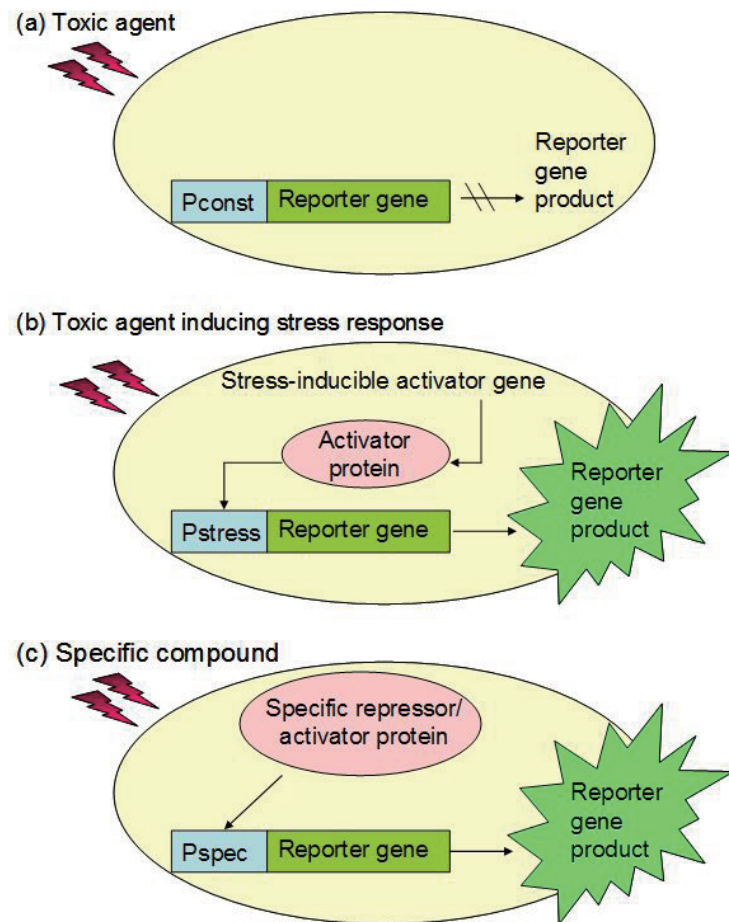 (a) Toxic agent
Reporter
gene
product
Pconst
Reporter gene
(b) Toxic agent inducing stress response
Stress-inducible activator gene
Activator
protein
Reporter
gene
product
Pstress
Reporter gene
(c) Specific compound
Specific repressor/
activator protein
Reporter
gene
product
Pspec
Reporter gene